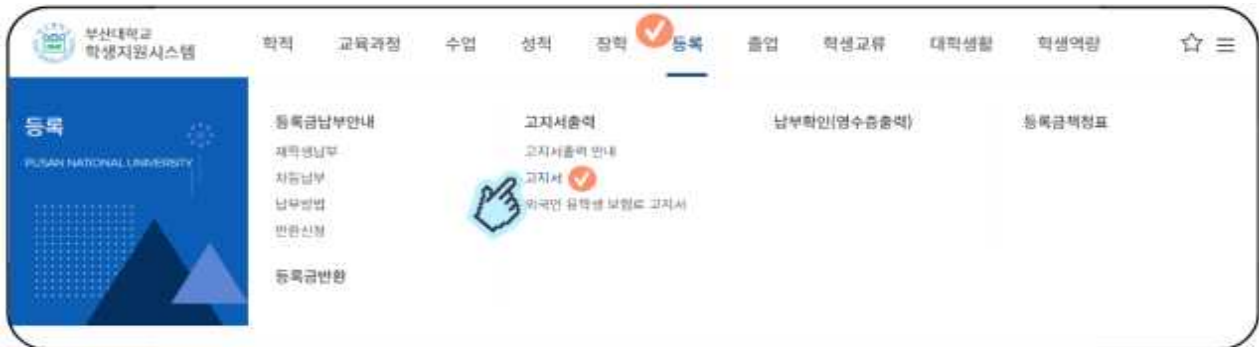 부산대학교
학생지원시스템
학적 교육과정 수업 성적 장학 등록 졸업 학생교류 대학생활 학생역량
등록
PUSAN NATIONAL UNIVERSITY
등록금납부안내
재학생납부
차등납부
납부방법
반환신청
등록금반환
고지서출력
고지서출력 안내
고지서
외국인 유학생 보험료 고지서
납부확인(영수증출력)
등록금책정표